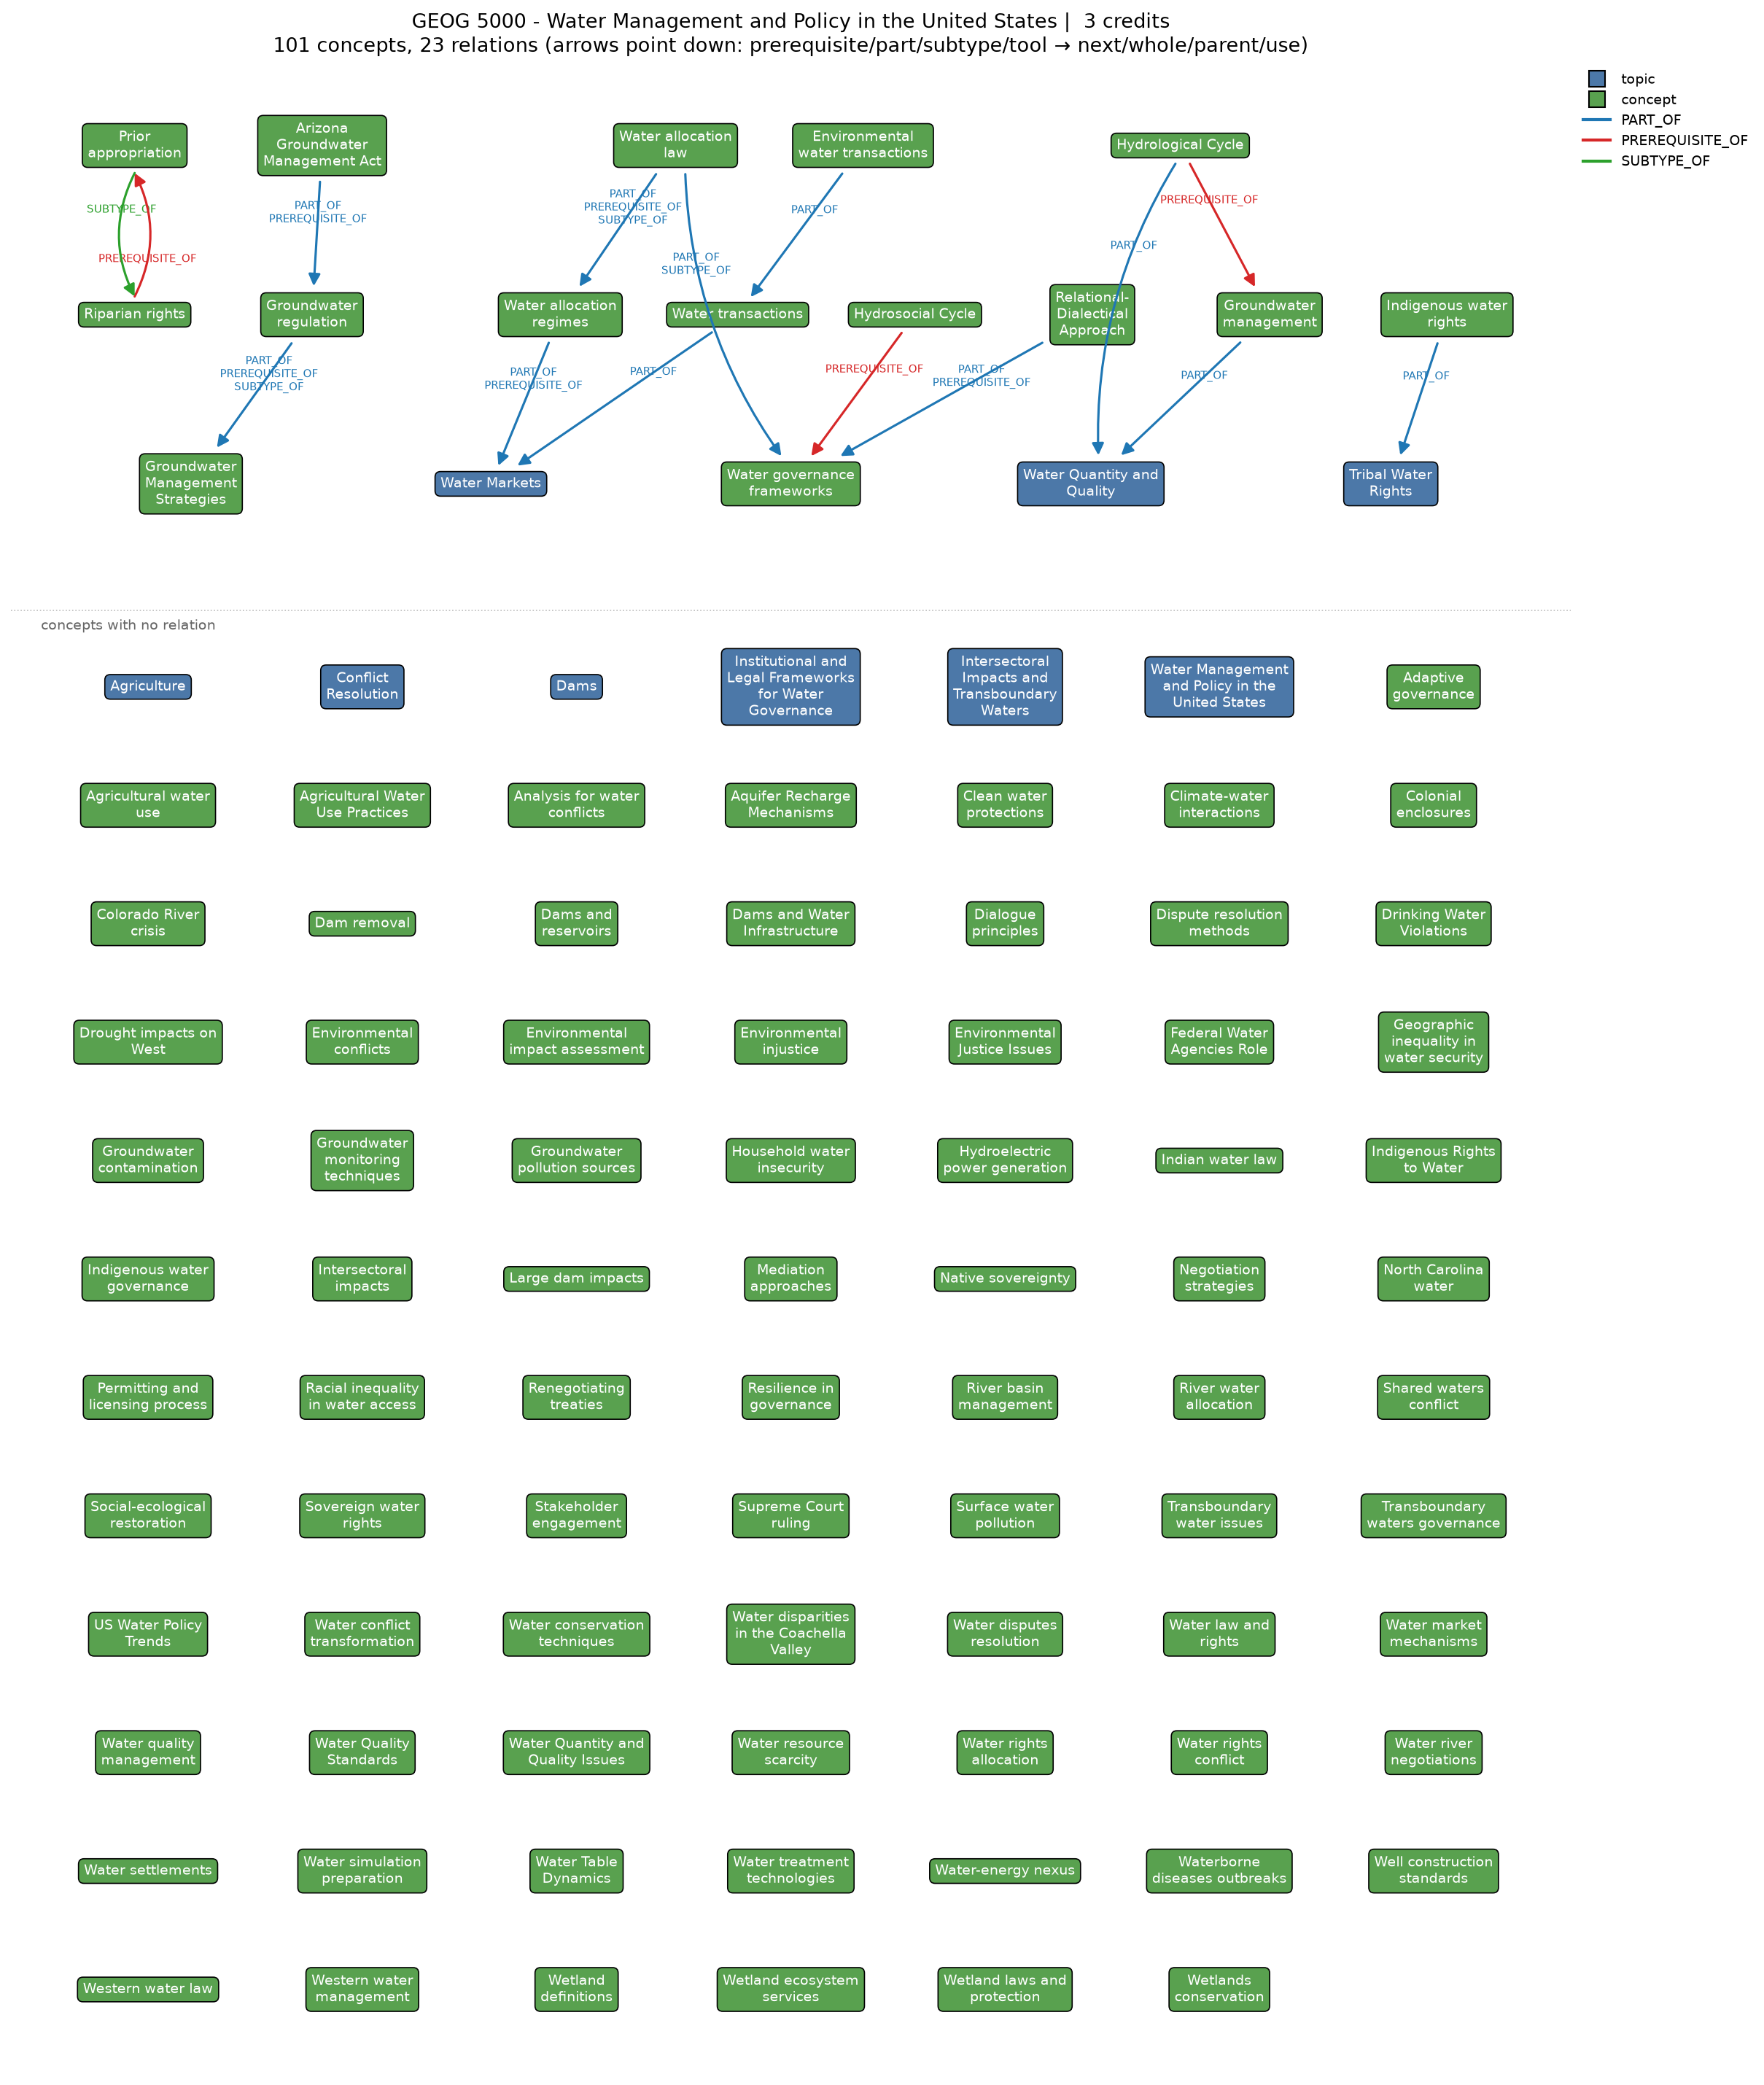 GEOG 5000 - Water Management and Policy in the United States |  3 credits
101 concepts, 23 relations (arrows point down: prerequisite/part/subtype/tool → next/whole/parent/use)
topic
concept
PART_OF
PREREQUISITE_OF
SUBTYPE_OF
Prior
appropriation
Arizona
Groundwater
Management Act
Water allocation
law
Environmental
water transactions
Hydrological Cycle
SUBTYPE_OF
PREREQUISITE_OF
PART_OF
PREREQUISITE_OF
PART_OF
PREREQUISITE_OF
SUBTYPE_OF
PART_OF
SUBTYPE_OF
PART_OF
PART_OF
PREREQUISITE_OF
Riparian rights
Groundwater
regulation
Water allocation
regimes
Water transactions
Hydrosocial Cycle
Relational-
Dialectical
Approach
Groundwater
management
Indigenous water
rights
PART_OF
PREREQUISITE_OF
SUBTYPE_OF
PART_OF
PREREQUISITE_OF
PART_OF
PREREQUISITE_OF
PART_OF
PREREQUISITE_OF
PART_OF
PART_OF
Groundwater
Management
Strategies
Water Markets
Water governance
frameworks
Water Quantity and
Quality
Tribal Water
Rights
concepts with no relation
Agriculture
Conflict
Resolution
Dams
Institutional and
Legal Frameworks
for Water
Governance
Intersectoral
Impacts and
Transboundary
Waters
Water Management
and Policy in the
United States
Adaptive
governance
Agricultural water
use
Agricultural Water
Use Practices
Analysis for water
conflicts
Aquifer Recharge
Mechanisms
Clean water
protections
Climate-water
interactions
Colonial
enclosures
Colorado River
crisis
Dam removal
Dams and
reservoirs
Dams and Water
Infrastructure
Dialogue
principles
Dispute resolution
methods
Drinking Water
Violations
Drought impacts on
West
Environmental
conflicts
Environmental
impact assessment
Environmental
injustice
Environmental
Justice Issues
Federal Water
Agencies Role
Geographic
inequality in
water security
Groundwater
contamination
Groundwater
monitoring
techniques
Groundwater
pollution sources
Household water
insecurity
Hydroelectric
power generation
Indian water law
Indigenous Rights
to Water
Indigenous water
governance
Intersectoral
impacts
Large dam impacts
Mediation
approaches
Native sovereignty
Negotiation
strategies
North Carolina
water
Permitting and
licensing process
Racial inequality
in water access
Renegotiating
treaties
Resilience in
governance
River basin
management
River water
allocation
Shared waters
conflict
Social-ecological
restoration
Sovereign water
rights
Stakeholder
engagement
Supreme Court
ruling
Surface water
pollution
Transboundary
water issues
Transboundary
waters governance
US Water Policy
Trends
Water conflict
transformation
Water conservation
techniques
Water disparities
in the Coachella
Valley
Water disputes
resolution
Water law and
rights
Water market
mechanisms
Water quality
management
Water Quality
Standards
Water Quantity and
Quality Issues
Water resource
scarcity
Water rights
allocation
Water rights
conflict
Water river
negotiations
Water settlements
Water simulation
preparation
Water Table
Dynamics
Water treatment
technologies
Water-energy nexus
Waterborne
diseases outbreaks
Well construction
standards
Western water law
Western water
management
Wetland
definitions
Wetland ecosystem
services
Wetland laws and
protection
Wetlands
conservation